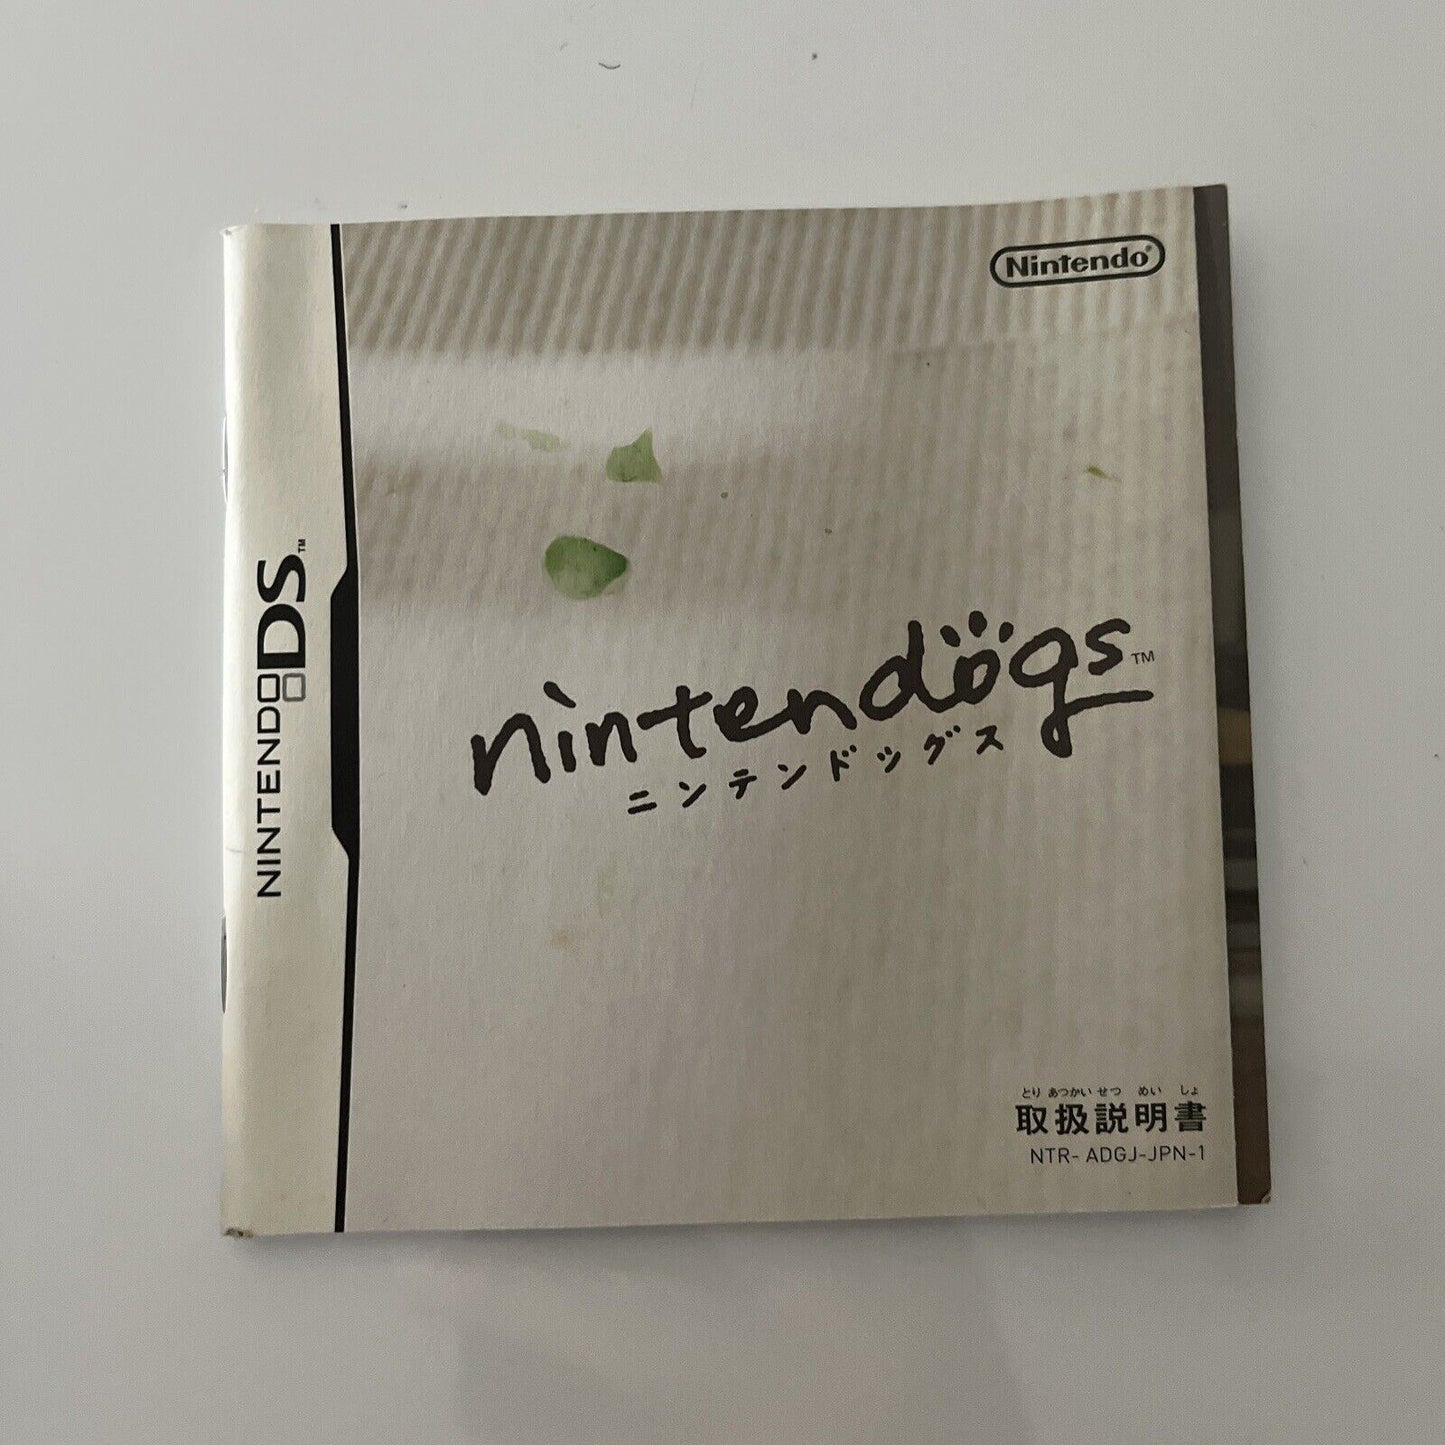 Nintendo®
NINTENDO DS™
nintendogs™
ニンテンドッグス
とり あつかい せつ めい しょ
取扱説明書
NTR- ADGJ-JPN-1